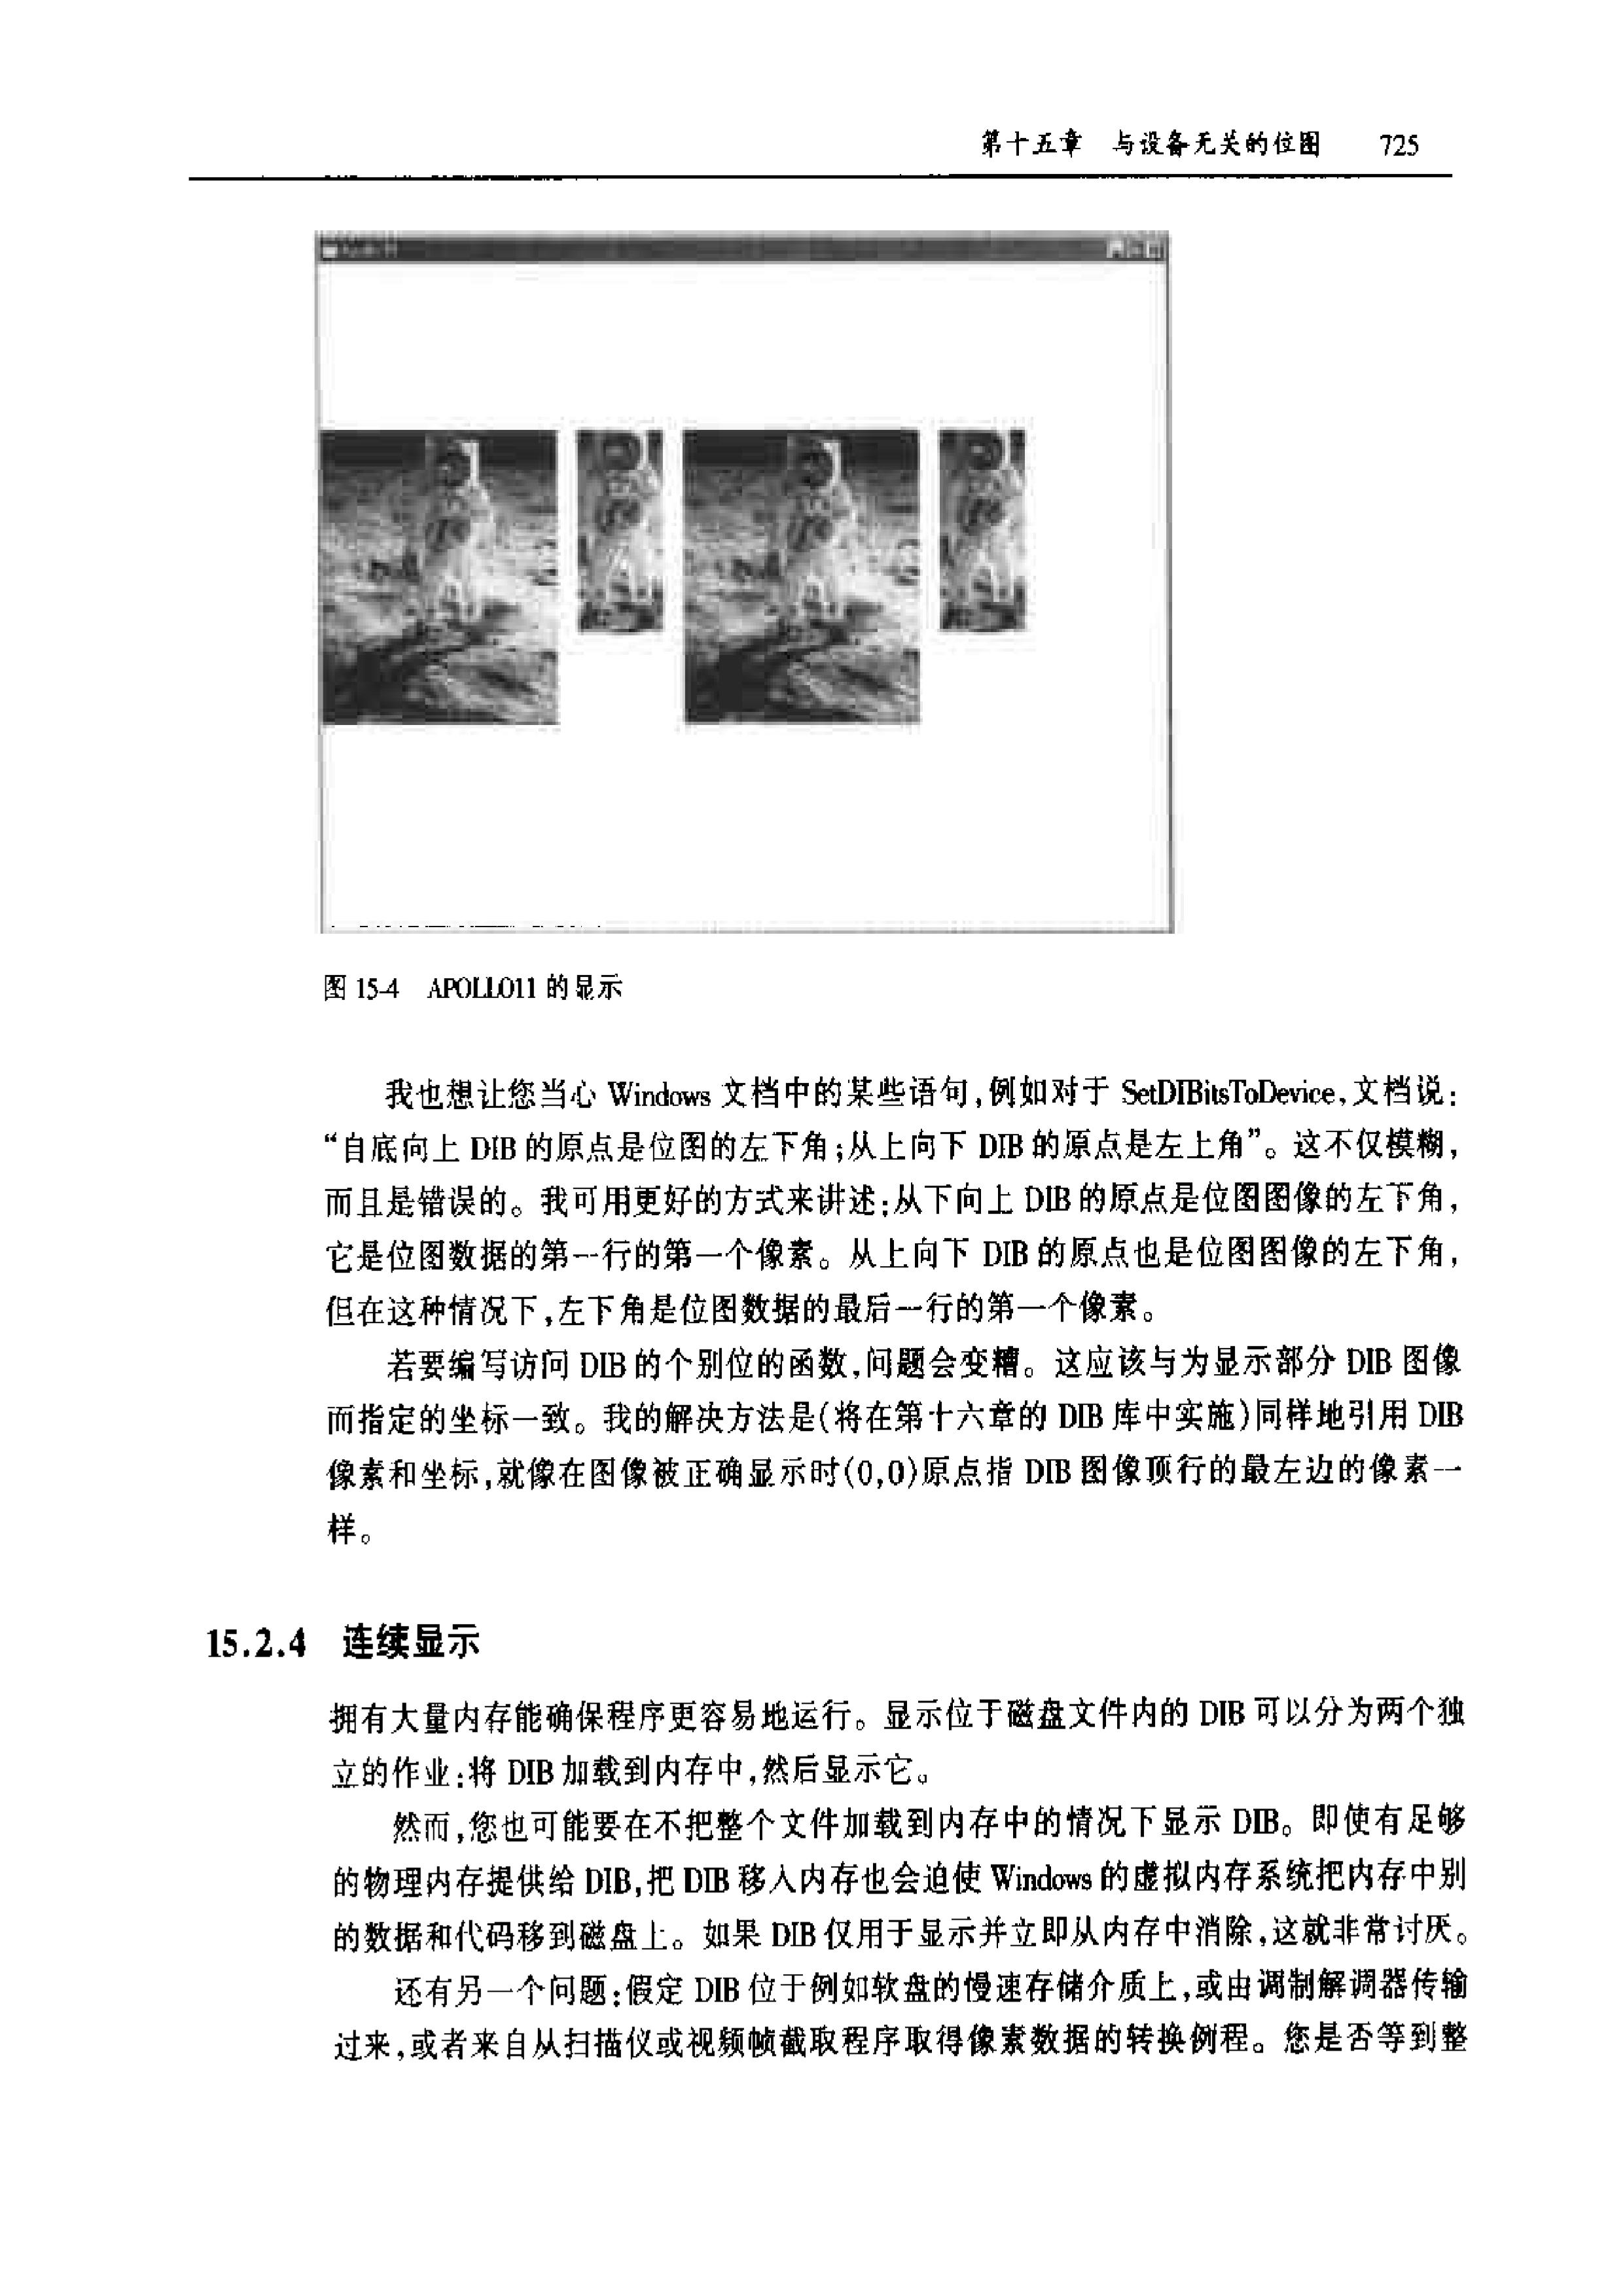 第十五章 与设备无关的位图 725
图 15-4 APOLLO11 的显示
我也想让您当心 Windows 文档中的某些语句,例如对于 SetDIBitsToDevice,文档说:
“自底向上 DIB 的原点是位图的左下角;从上向下 DIB 的原点是左上角”。这不仅模糊,
而且是错误的。我可用更好的方式来讲述:从下向上 DIB 的原点是位图图像的左下角,
它是位图数据的第一行的第一个像素。从上向下 DIB 的原点也是位图图像的左下角,
但在这种情况下,左下角是位图数据的最后一行的第一个像素。
若要编写访问 DIB 的个别位的函数,问题会变糟。这应该与为显示部分 DIB 图像
而指定的坐标一致。我的解决方法是(将在第十六章的 DIB 库中实施)同样地引用 DIB
像素和坐标,就像在图像被正确显示时(0,0)原点指 DIB 图像顶行的最左边的像素一
样。
15.2.4 连续显示
拥有大量内存能确保程序更容易地运行。显示位于磁盘文件内的 DIB 可以分为两个独
立的作业:将 DIB 加载到内存中,然后显示它。
然而,您也可能要在不把整个文件加载到内存中的情况下显示 DIB。即使有足够
的物理内存提供给 DIB,把 DIB 移入内存也会迫使 Windows 的虚拟内存系统把内存中别
的数据和代码移到磁盘上。如果 DIB 仅用于显示并立即从内存中消除,这就非常讨厌。
还有另一个问题:假定 DIB 位于例如软盘的慢速存储介质上,或由调制解调器传输
过来,或者来自从扫描仪或视频帧截取程序取得像素数据的转换例程。您是否等到整